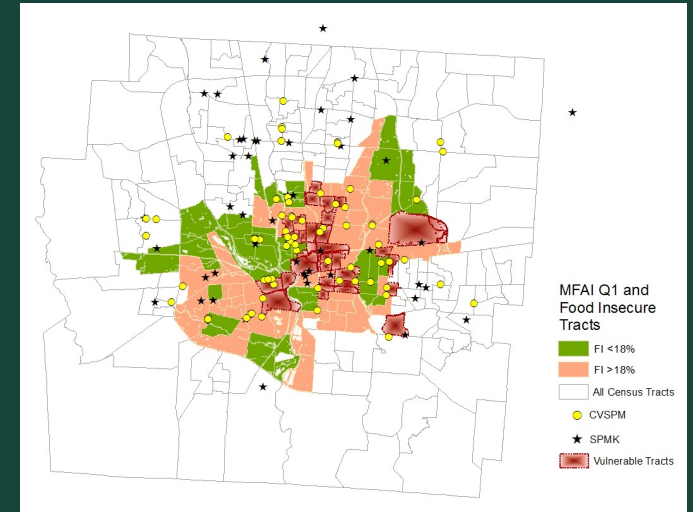 MFAI Q1 and
Food Insecure
Tracts
FI <18%
FI >18%
All Census Tracts
CVSPM
SPMK
Vulnerable Tracts